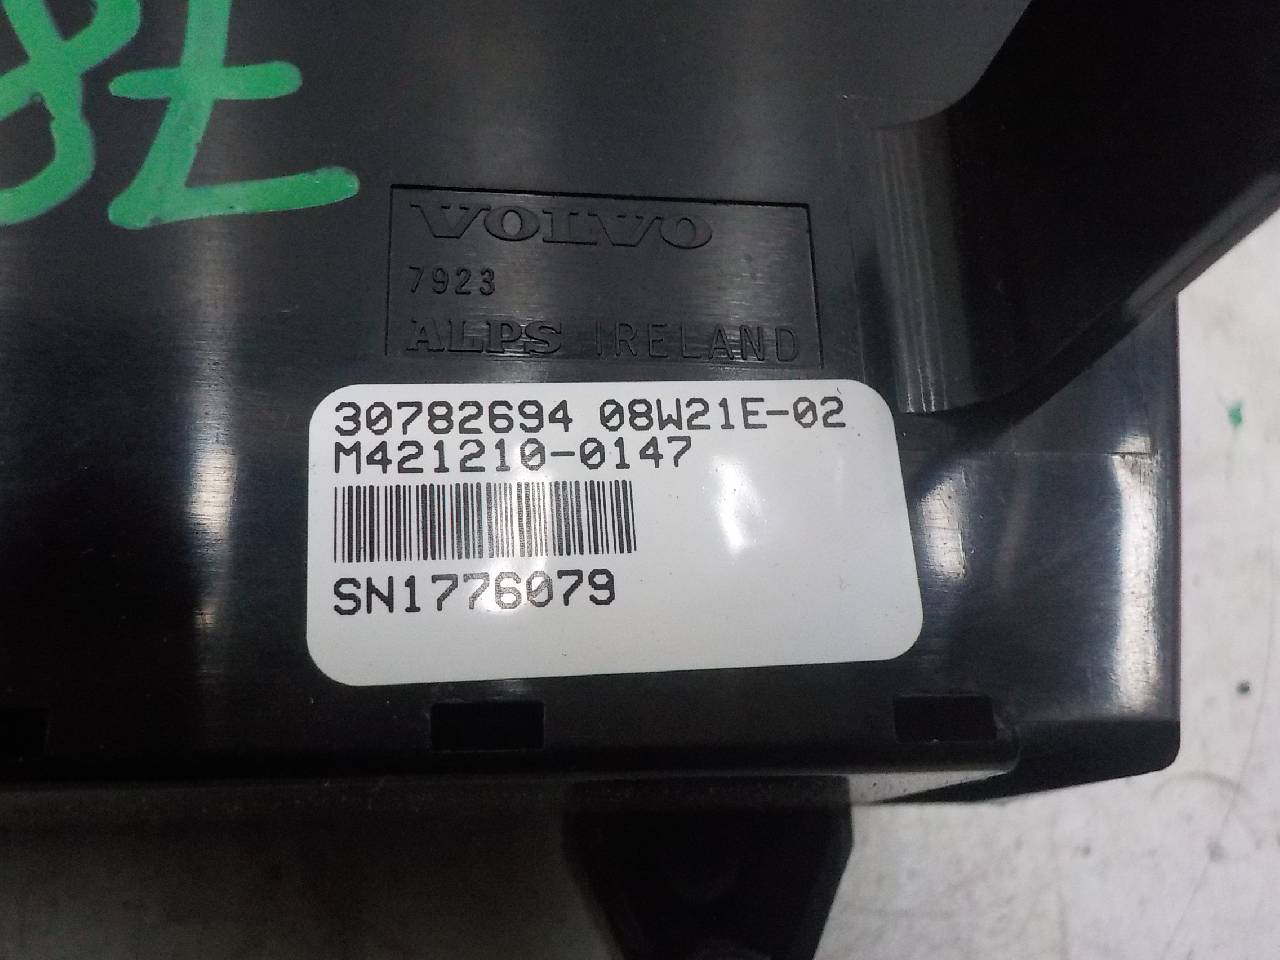 VOLVO
7923
ALPS IRELAND
30782694 08W21E-02
M421210-0147
SN1776079